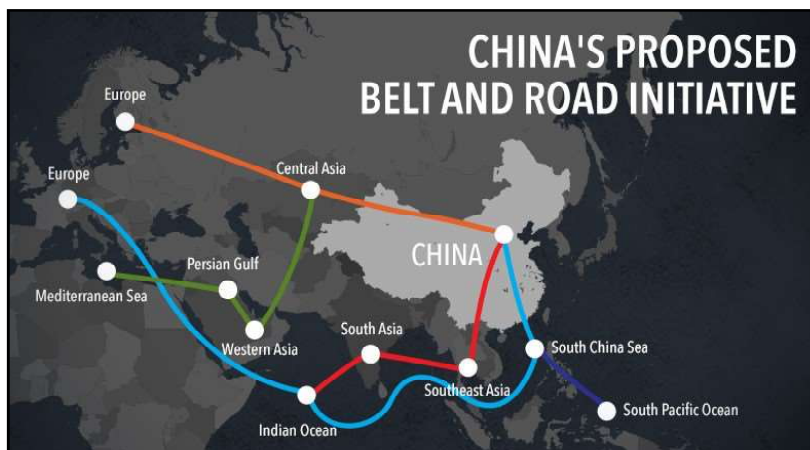 CHINA'S PROPOSED
BELT AND ROAD INITIATIVE
Europe
Central Asia
Europe
CHINA
Persian Gulf
Mediterranean Sea
Western Asia
South Asia
South China Sea
Southeast Asia
South Pacific Ocean
Indian Ocean